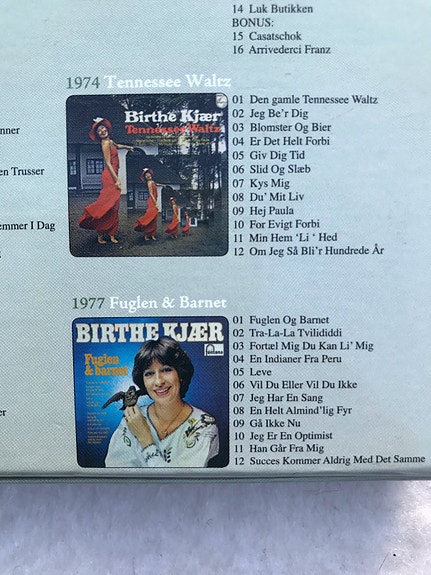 14 Luk Butikken
BONUS:
15 Casatschok
16 Arrivederci Franz
1974 Tennessee Waltz
Birthe Kjær
Tennessee Waltz
01 Den gamle Tennessee Waltz
02 Jeg Be'r Dig
03 Blomster Og Bier
04 Er Det Helt Forbi
05 Giv Dig Tid
06 Slid Og Slæb
07 Kys Mig
08 Du' Mit Liv
09 Hej Paula
10 For Evigt Forbi
11 Min Hem 'Li ' Hed
12 Om Jeg Så Bli'r Hundrede År
nner
en Trusser
emmer I Dag
1977 Fuglen & Barnet
BIRTHE KJÆR
Fuglen
& barnet
fontana
01 Fuglen Og Barnet
02 Tra-La-La Tvilididdi
03 Fortæl Mig Du Kan Li' Mig
04 En Indianer Fra Peru
05 Leve
06 Vil Du Eller Vil Du Ikke
07 Jeg Har En Sang
08 En Helt Almind'lig Fyr
09 Gå Ikke Nu
10 Jeg Er En Optimist
11 Han Går Fra Mig
12 Succes Kommer Aldrig Med Det Samme
er